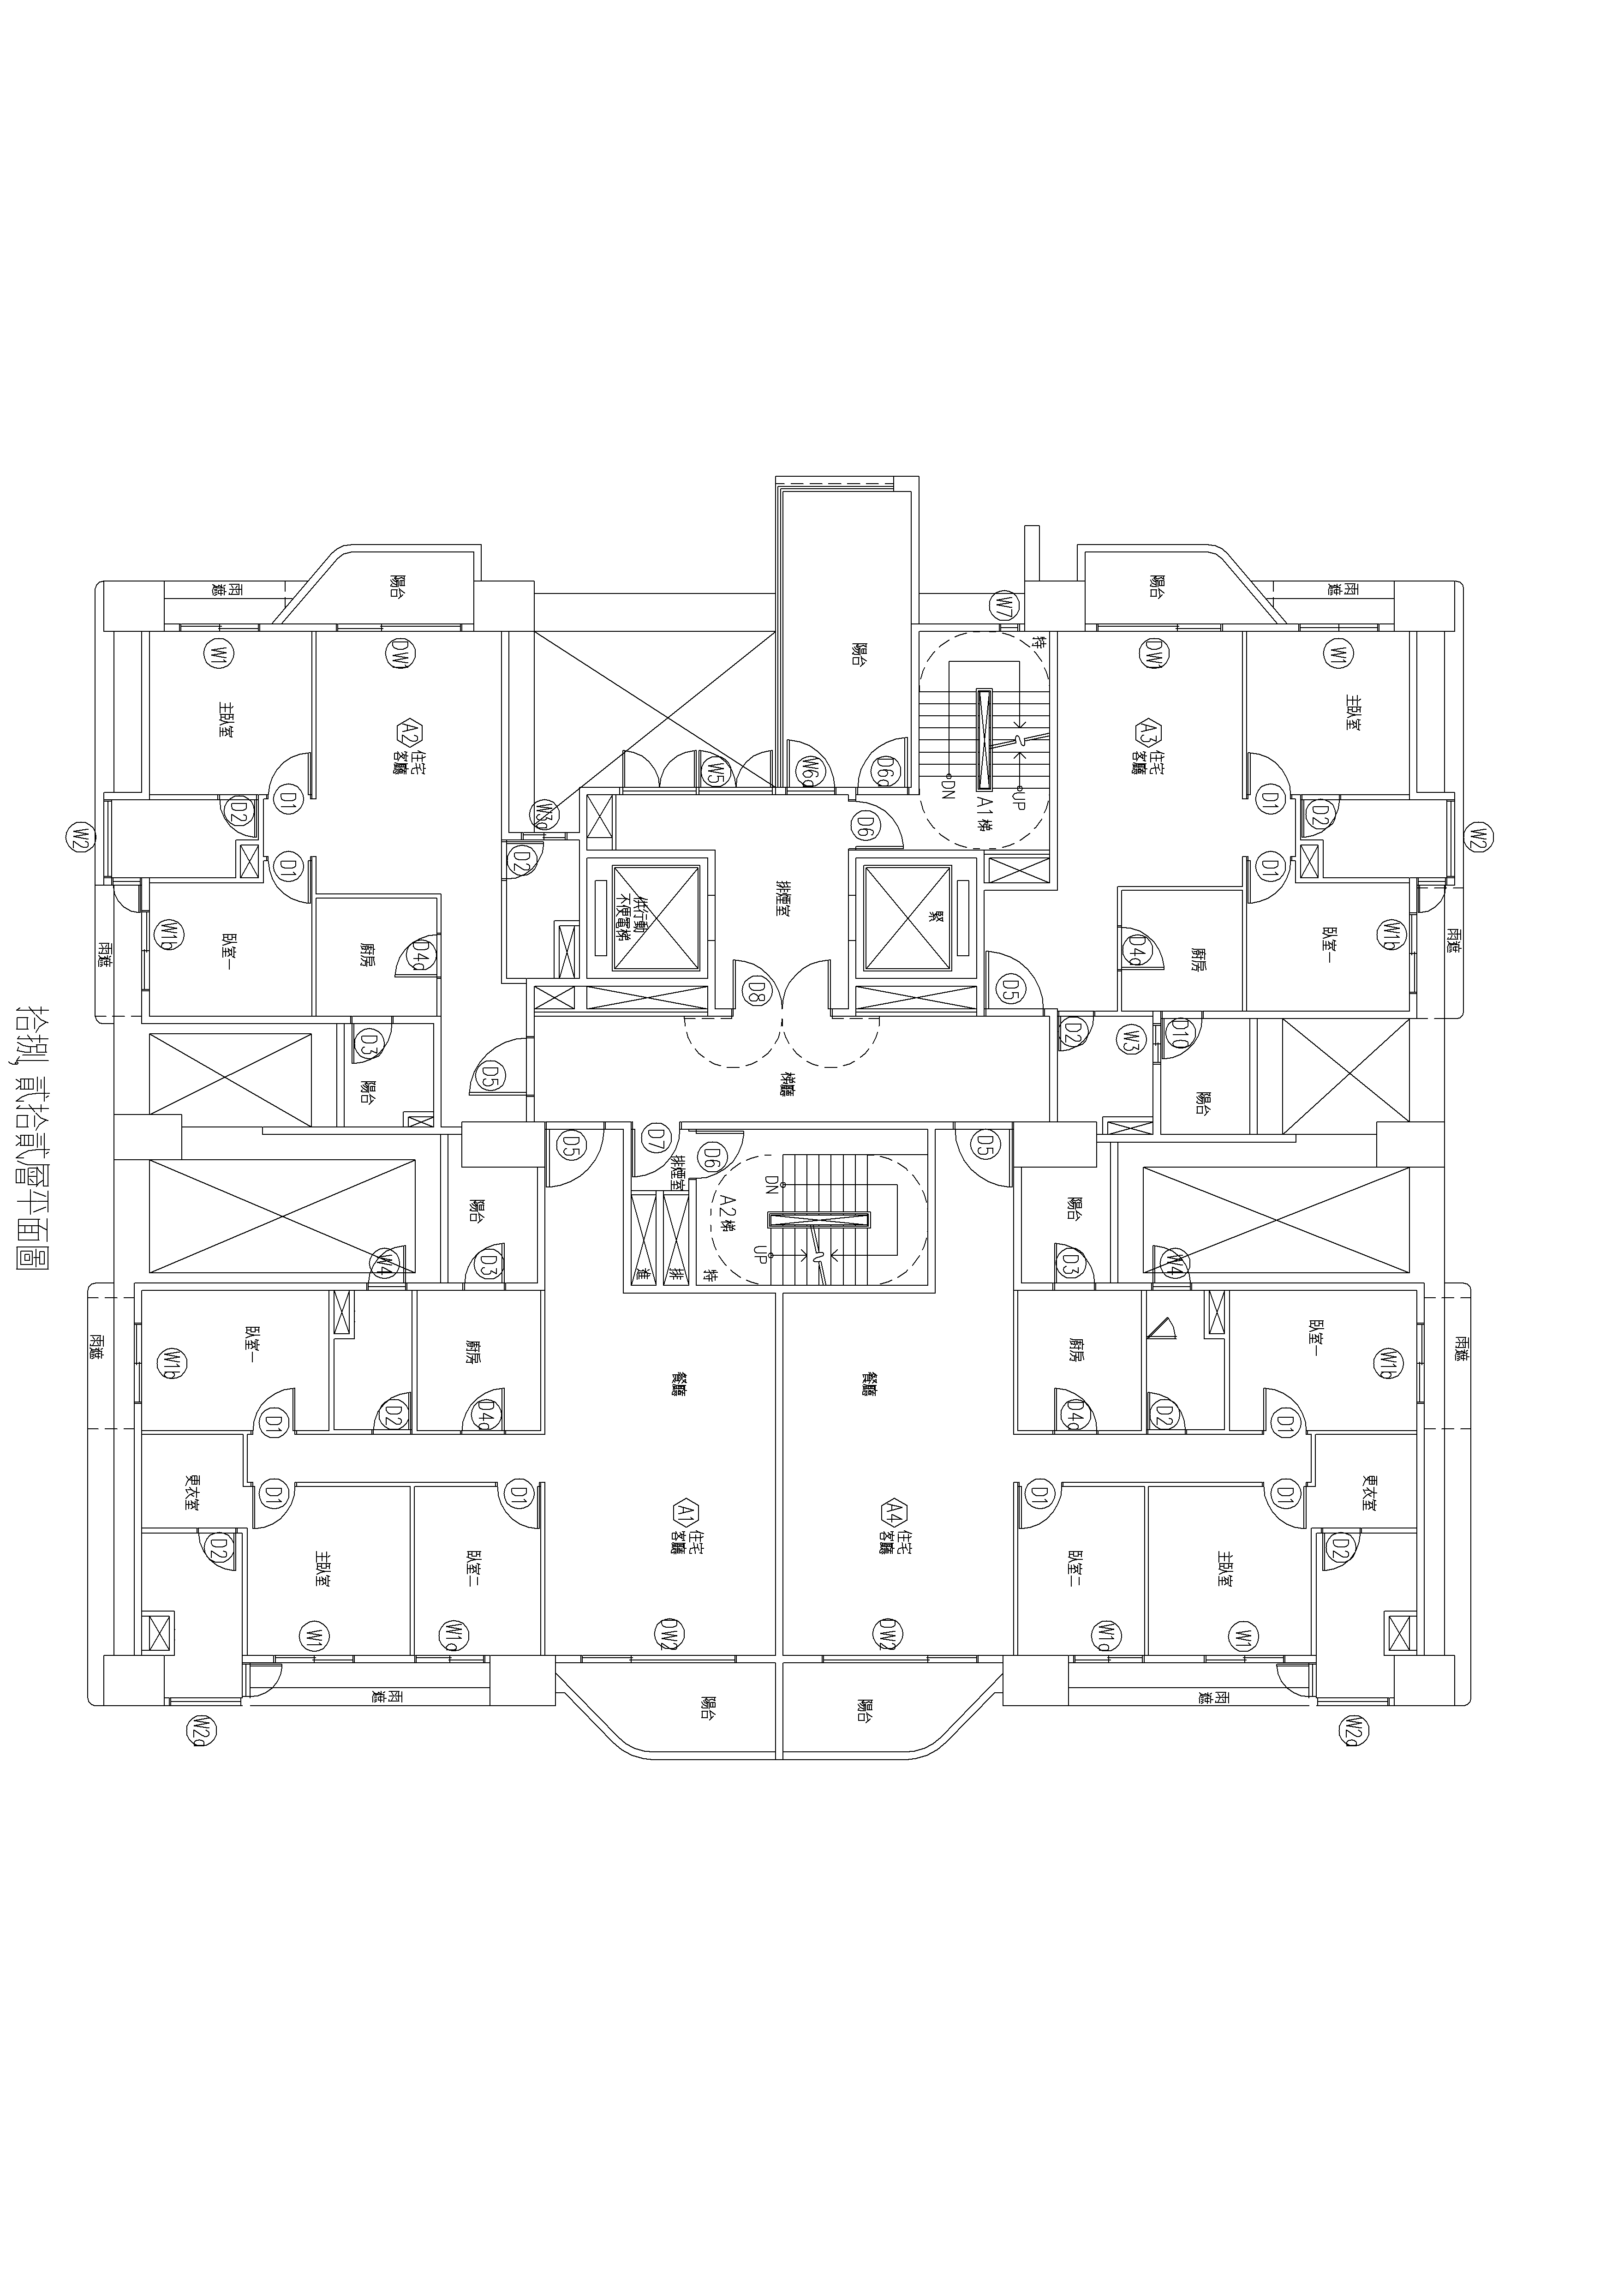 陽台
陽台
陽台
雨遮
雨遮
W7
特
W1
DW1
DW1
W1
主臥室
主臥室
A2 住宅
客廳
A3 住宅
客廳
W5
W6a
D6a
DN
UP
A1梯
D1
D2
W3a
D6
D1
D2
W2
W2
D1
D2
D1
供行動
不便電梯
排煙室
緊
W1b
臥室一
廚房
D4a
D4a
廚房
臥室一
W1b
雨遮
雨遮
D8
D5
D3
陽台
D5
梯廳
D2
W3
D10
陽台
D5
D7
D6
D5
排煙室
DN
A2梯
UP
進
排
特
陽台
陽台
W4
D3
D3
W4
雨遮
臥室一
W1b
廚房
餐廳
餐廳
廚房
臥室一
W1b
雨遮
D1
D2
D4a
D4a
D2
D1
更衣室
D1
D1
D1
D1
更衣室
A1 住宅
客廳
A4 住宅
客廳
D2
主臥室
臥室二
臥室二
主臥室
D2
W1
W1a
DW2
DW2
W1a
W1
雨遮
陽台
陽台
雨遮
W2a
W2a
拾捌,貳拾貳層平面圖